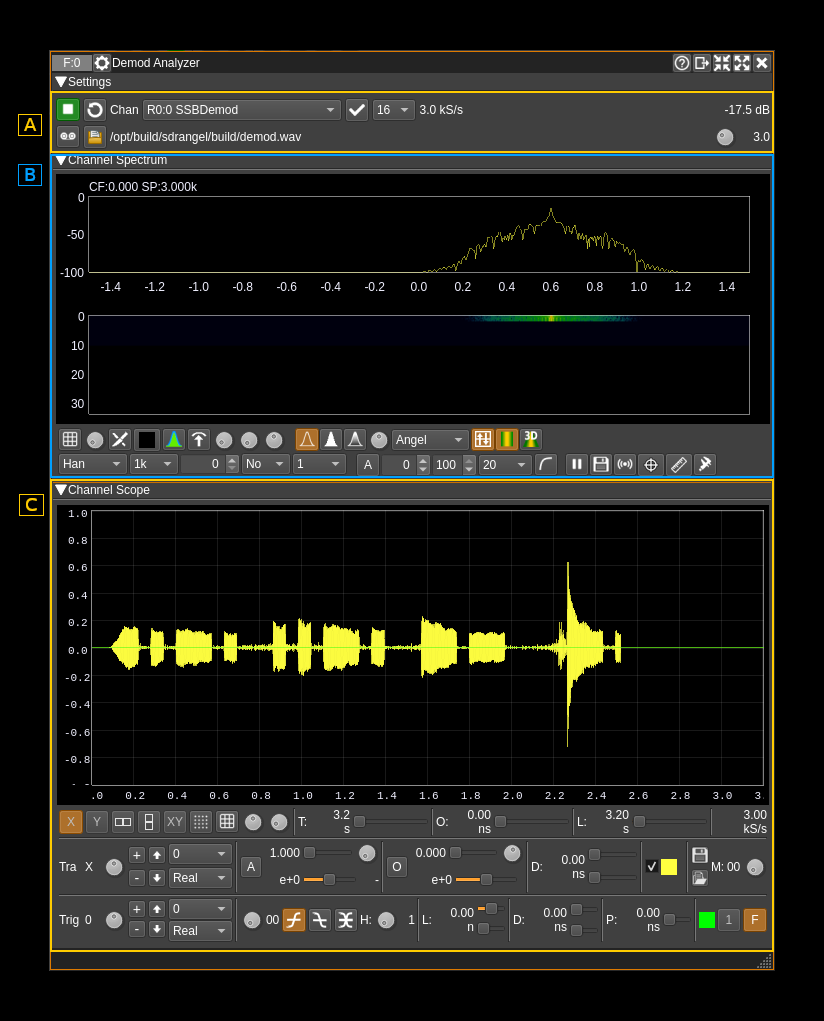 F:0 Demod Analyzer
Settings
A
Chan R0:0 SSBDemod 16 3.0 kS/s -17.5 dB
/opt/build/sdrangel/build/demod.wav 3.0
B
Channel Spectrum
CF:0.000 SP:3.000k
0
-50
-100
-1.4 -1.2 -1.0 -0.8 -0.6 -0.4 -0.2 0.0 0.2 0.4 0.6 0.8 1.0 1.2 1.4
0
10
20
30
Angel 3D
Han 1k 0 No 1 A 0 100 20
C
Channel Scope
1.0
0.8
0.6
0.4
0.2
0.0
-0.2
-0.4
-0.6
-0.8
- -
.0 0.2 0.4 0.6 0.8 1.0 1.2 1.4 1.6 1.8 2.0 2.2 2.4 2.6 2.8 3.0 3.
X Y XY T: 3.2 s O: 0.00 ns L: 3.20 s 3.00 kS/s
Tra X + 0 A 1.000 O 0.000 D: 0.00 ns M: 00
- Real e+0 - e+0
Trig 0 + 0 00 H: 1 L: 0.00 n D: 0.00 ns P: 0.00 ns 1 F
- Real